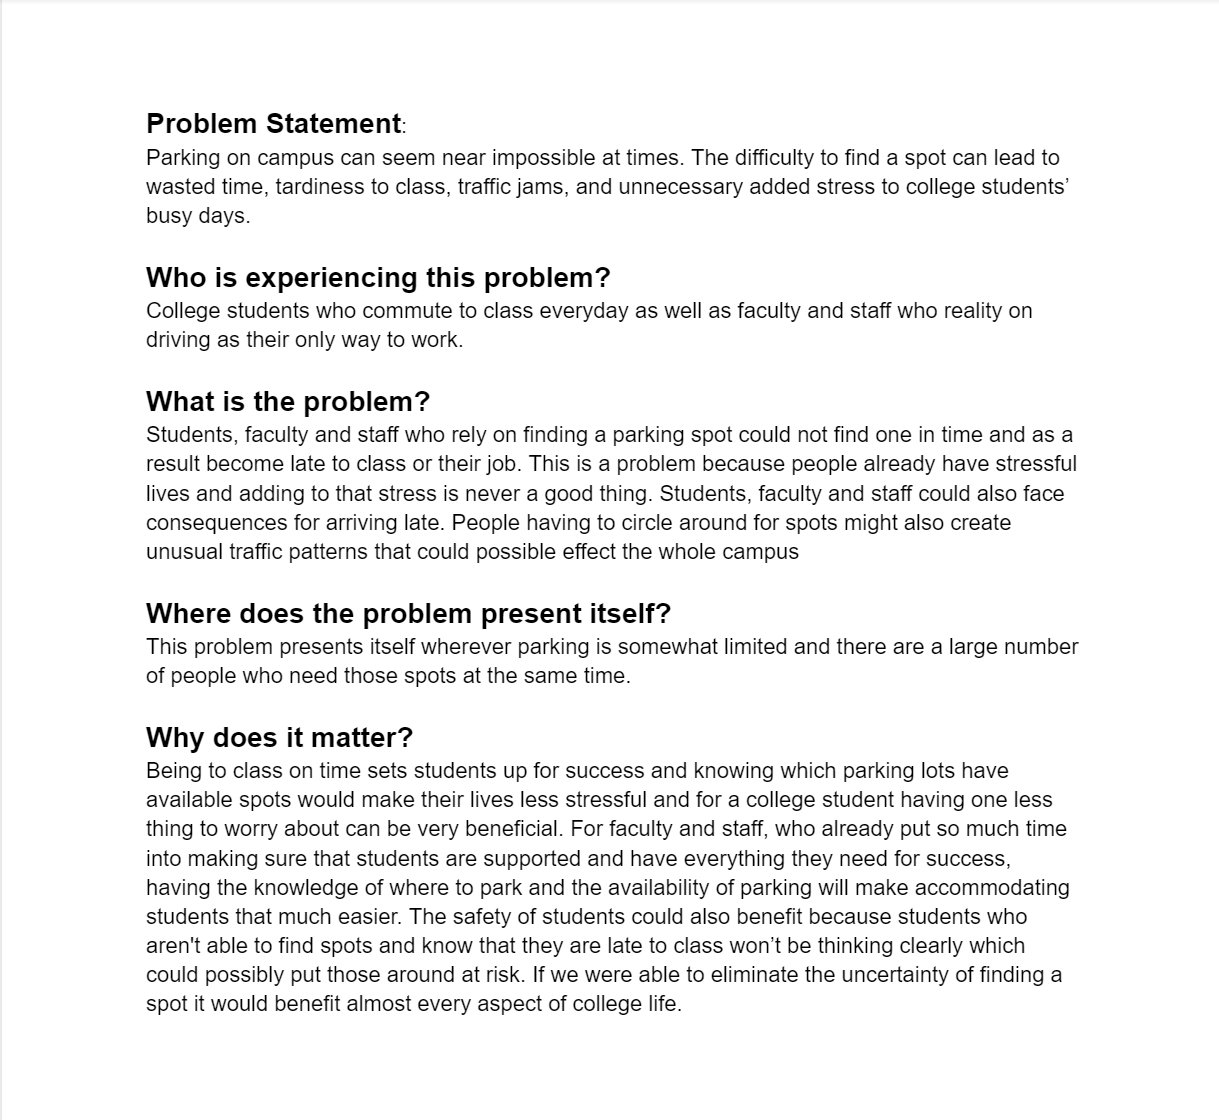 Problem Statement:
Parking on campus can seem near impossible at times. The difficulty to find a spot can lead to
wasted time, tardiness to class, traffic jams, and unnecessary added stress to college students’
busy days.
Who is experiencing this problem?
College students who commute to class everyday as well as faculty and staff who reality on
driving as their only way to work.
What is the problem?
Students, faculty and staff who rely on finding a parking spot could not find one in time and as a
result become late to class or their job. This is a problem because people already have stressful
lives and adding to that stress is never a good thing. Students, faculty and staff could also face
consequences for arriving late. People having to circle around for spots might also create
unusual traffic patterns that could possible effect the whole campus
Where does the problem present itself?
This problem presents itself wherever parking is somewhat limited and there are a large number
of people who need those spots at the same time.
Why does it matter?
Being to class on time sets students up for success and knowing which parking lots have
available spots would make their lives less stressful and for a college student having one less
thing to worry about can be very beneficial. For faculty and staff, who already put so much time
into making sure that students are supported and have everything they need for success,
having the knowledge of where to park and the availability of parking will make accommodating
students that much easier. The safety of students could also benefit because students who
aren't able to find spots and know that they are late to class won’t be thinking clearly which
could possibly put those around at risk. If we were able to eliminate the uncertainty of finding a
spot it would benefit almost every aspect of college life.